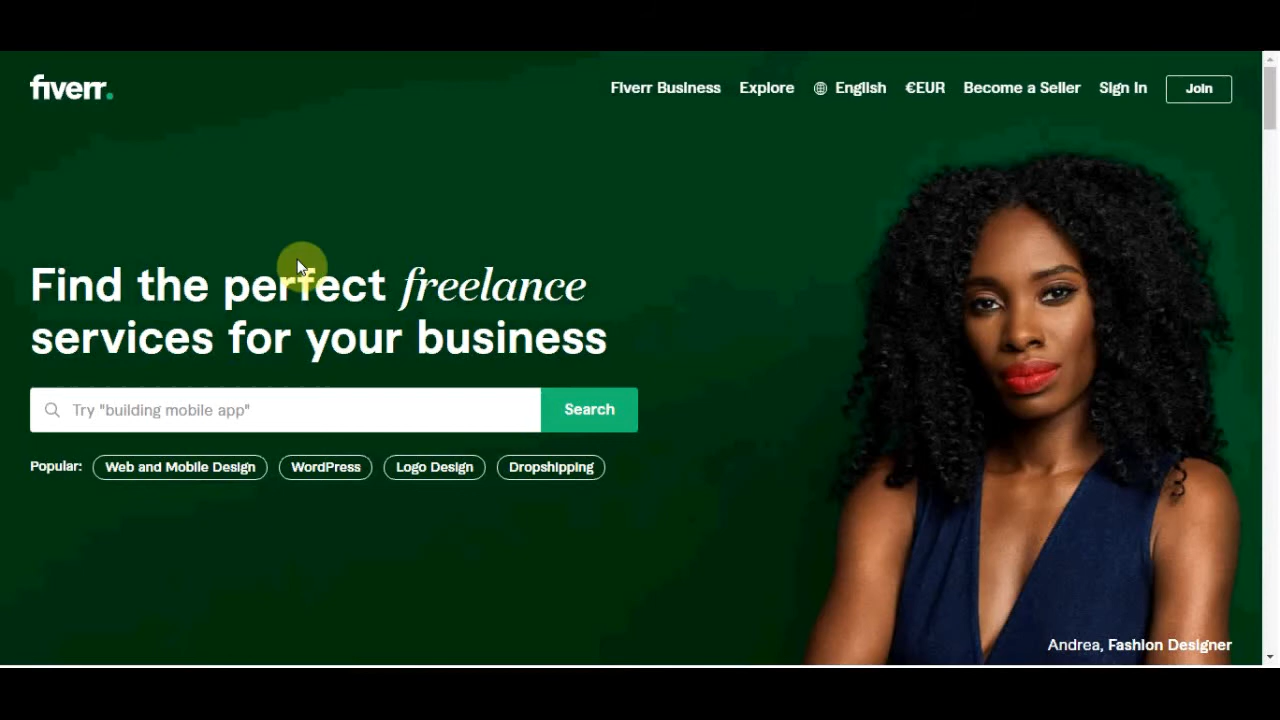 fiverr.
Fiverr Business Explore English €EUR Become a Seller Sign In Join
Find the perfect freelance
services for your business
Try "building mobile app" Search
Popular: Web and Mobile Design WordPress Logo Design Dropshipping
Andrea, Fashion Designer